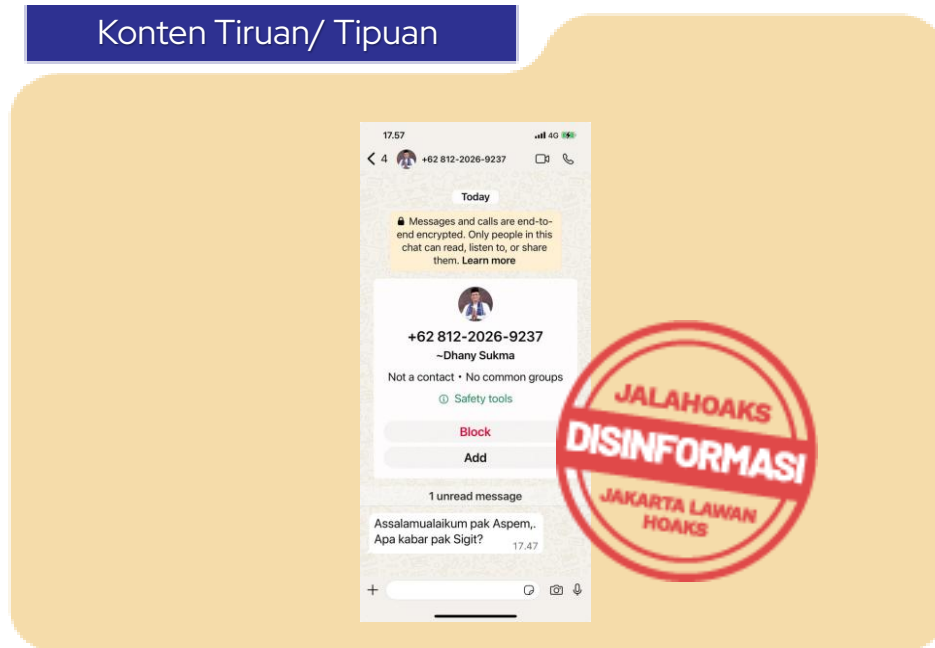 Konten Tiruan/ Tipuan
17.57
4G
4
+62 812-2026-9237
Today
Messages and calls are end-to-
end encrypted. Only people in this
chat can read, listen to, or share
them. Learn more
+62 812-2026-9237
~Dhany Sukma
Not a contact • No common groups
Safety tools
Block
Add
1 unread message
Assalamualaikum pak Aspem,.
Apa kabar pak Sigit?
17.47
JALAHOAKS
DISINFORMASI
JAKARTA LAWAN
HOAKS